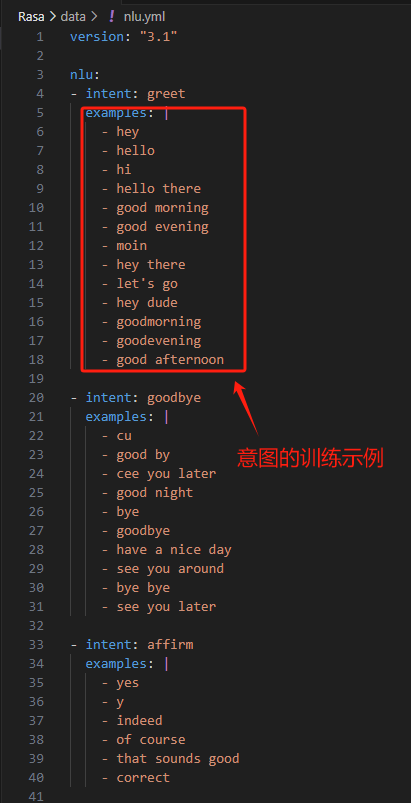 Rasa > data > ! nlu.yml
1 version: "3.1"
2
3 nlu:
4 - intent: greet
5 examples: |
6 - hey
7 - hello
8 - hi
9 - hello there
10 - good morning
11 - good evening
12 - moin
13 - hey there
14 - let's go
15 - hey dude
16 - goodmorning
17 - goodevening
18 - good afternoon
19
20 - intent: goodbye
21 examples: |
22 - cu
23 - good by
24 - cee you later
25 - good night
26 - bye
27 - goodbye
28 - have a nice day
29 - see you around
30 - bye bye
31 - see you later
32
33 - intent: affirm
34 examples: |
35 - yes
36 - y
37 - indeed
38 - of course
39 - that sounds good
40 - correct
41
意图的训练示例